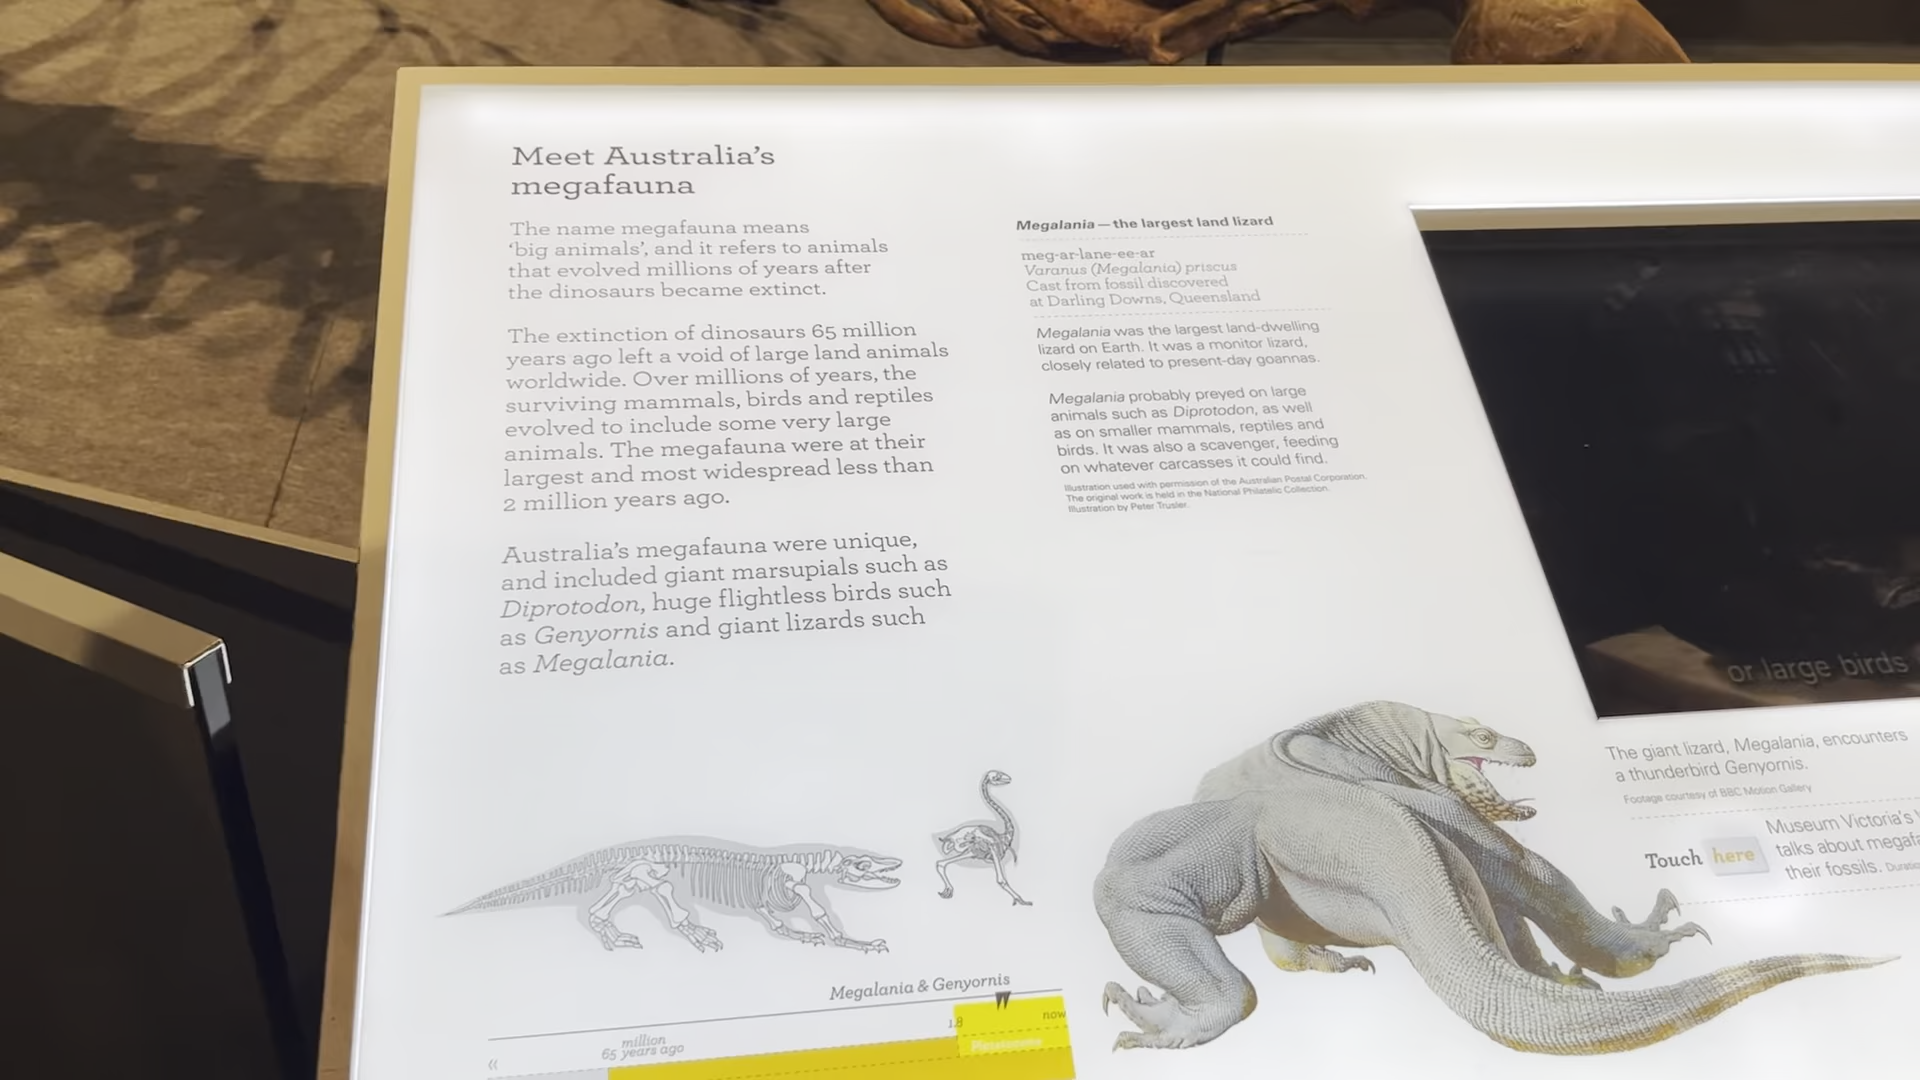 Meet Australia's
megafauna
The name megafauna means
'big animals', and it refers to animals
that evolved millions of years after
the dinosaurs became extinct.
The extinction of dinosaurs 65 million
years ago left a void of large land animals
worldwide. Over millions of years, the
surviving mammals, birds and reptiles
evolved to include some very large
animals. The megafauna were at their
largest and most widespread less than
2 million years ago.
Australia's megafauna were unique,
and included giant marsupials such as
Diprotodon, huge flightless birds such
as Genyornis and giant lizards such
as Megalania.
Megalania — the largest land lizard
meg-ar-lane-ee-ar
Varanus (Megalania) priscus
Cast from fossil discovered
at Darling Downs, Queensland
Megalania was the largest land-dwelling
lizard on Earth. It was a monitor lizard,
closely related to present-day goannas.
Megalania probably preyed on large
animals such as Diprotodon, as well
as on smaller mammals, reptiles and
birds. It was also a scavenger, feeding
on whatever carcasses it could find.
Illustration used with permission of the Australian Postal Corporation.
The original work is held in the National Philatelic Collection.
Illustration by Peter Trusler.
or large birds
The giant lizard, Megalania, encounters
a thunderbird Genyornis.
Footage courtesy of BBC Motion Gallery
Touch here
Museum Victoria's
talks about
their fossils.
Megalania & Genyornis
«
65 million years ago
1.8
now